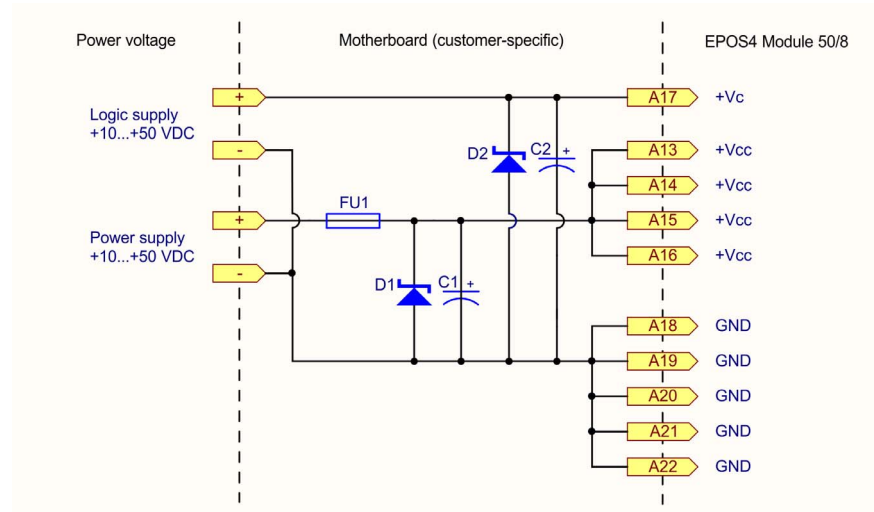 Power voltage
Motherboard (customer-specific)
EPOS4 Module 50/8
Logic supply
+10...+50 VDC
+
-
A17
+Vc
D2
C2
+
A13
+Vcc
A14
+Vcc
Power supply
+10...+50 VDC
+
-
FU1
A15
+Vcc
A16
+Vcc
D1
C1
+
A18
GND
A19
GND
A20
GND
A21
GND
A22
GND